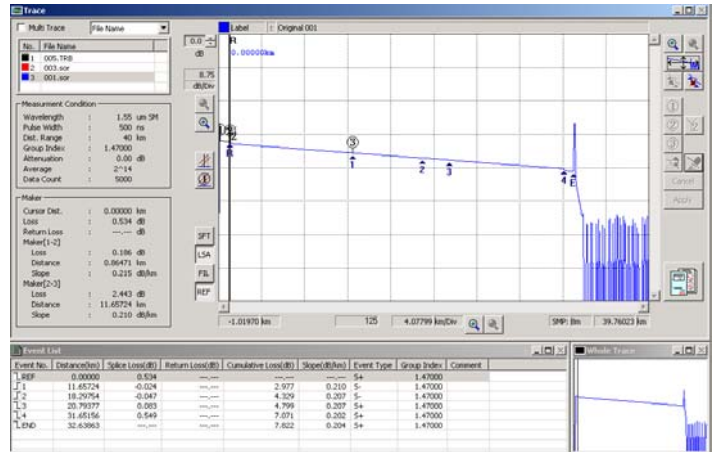 Trace
Multi Trace File Name
No. File Name
1 005.TRB
2 003.sor
3 001.sor
Measurment Condition
Wavelength : 1.55 um SM
Pulse Width : 500 ns
Dist. Range : 40 km
Group Index : 1.47000
Attenuation : 0.00 dB
Average : 2^14
Data Count : 5000
Maker
Cursor Dist. : 0.00000 km
Loss : 0.534 dB
Return Loss : ---.--- dB
Maker[1-2]
Loss : 0.186 dB
Distance : 0.86471 km
Slope : 0.215 dB/km
Maker[2-3]
Loss : 2.443 dB
Distance : 11.65724 km
Slope : 0.210 dB/km
0.0
dB
8.75
dB/Div
SFT
LSA
FIL
REF
Label : Original 001
R
0.00000km
2
R
3
1
2
3
4
E
-1.01970 km 125 4.07799 km/Div SMP: 8m 39.76023 km
1
2
3
Cancel
Apply
Event List
Event No. Distance(km) Splice Loss(dB) Return Loss(dB) Cumulative Loss(dB) Slope(dB/km) Event Type Group Index Comment
REF 0.00000 0.534 ---.--- ---.--- ---.--- S+ 1.47000
1 11.65724 -0.024 ---.--- 2.977 0.210 S- 1.47000
2 18.29754 -0.047 ---.--- 4.329 0.207 S- 1.47000
3 20.79377 0.083 ---.--- 4.799 0.207 S+ 1.47000
4 31.65156 0.549 ---.--- 7.071 0.202 S+ 1.47000
END 32.63863 ---.--- ---.--- 7.822 0.204 S+ 1.47000
Whole Trace